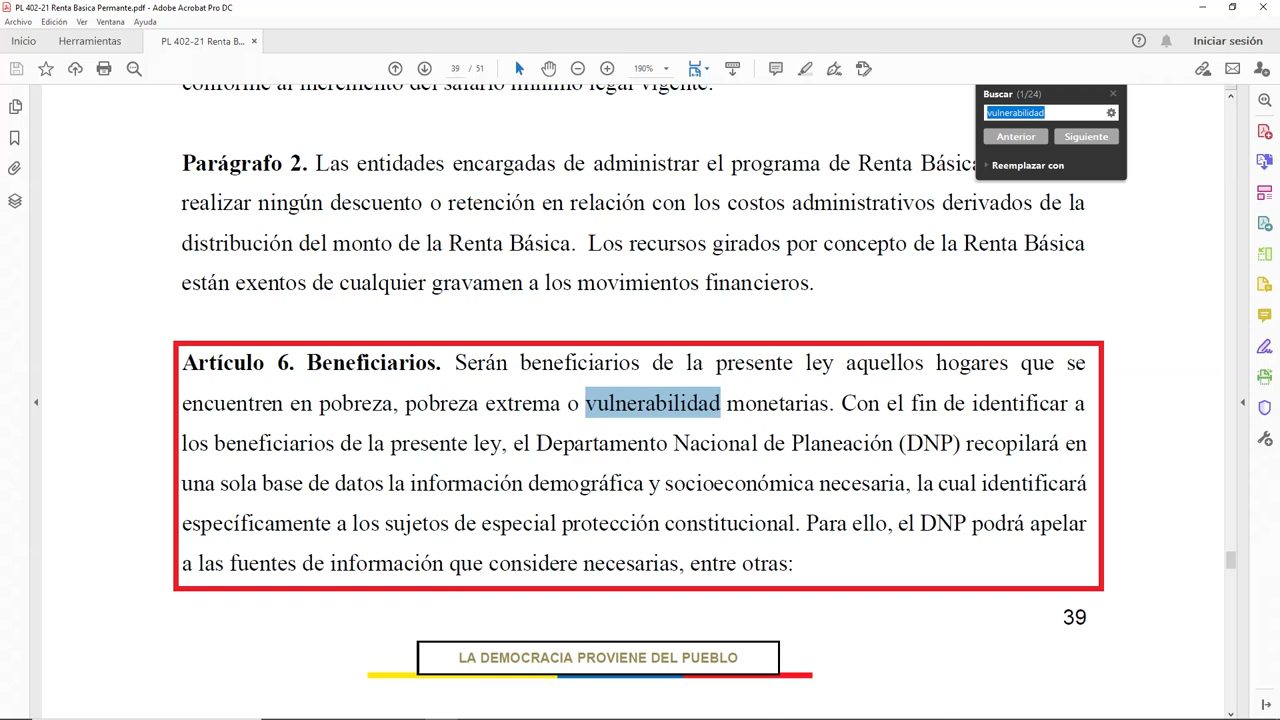 PL 402-21 Renta Basica Permante.pdf - Adobe Acrobat Pro DC
Archivo Edición Ver Ventana Ayuda
Inicio Herramientas PL 402-21 Renta B... × ? Iniciar sesión
39 / 51 190%
conforme al incremento del salario mínimo legal vigente.
Buscar (1/24)
vulnerabilidad
Anterior Siguiente
Reemplazar con
Parágrafo 2. Las entidades encargadas de administrar el programa de Renta Básica
realizar ningún descuento o retención en relación con los costos administrativos derivados de la
distribución del monto de la Renta Básica. Los recursos girados por concepto de la Renta Básica
están exentos de cualquier gravamen a los movimientos financieros.
Artículo 6. Beneficiarios. Serán beneficiarios de la presente ley aquellos hogares que se
encuentren en pobreza, pobreza extrema o vulnerabilidad monetarias. Con el fin de identificar a
los beneficiarios de la presente ley, el Departamento Nacional de Planeación (DNP) recopilará en
una sola base de datos la información demográfica y socioeconómica necesaria, la cual identificará
específicamente a los sujetos de especial protección constitucional. Para ello, el DNP podrá apelar
a las fuentes de información que considere necesarias, entre otras:
39
LA DEMOCRACIA PROVIENE DEL PUEBLO